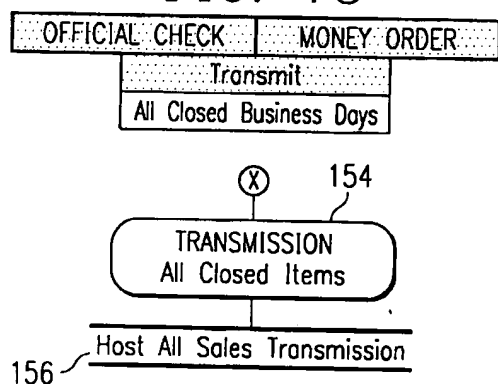 OFFICIAL CHECK MONEY ORDER
Transmit
All Closed Business Days
X 154
TRANSMISSION
All Closed Items
Host All Sales Transmission
156